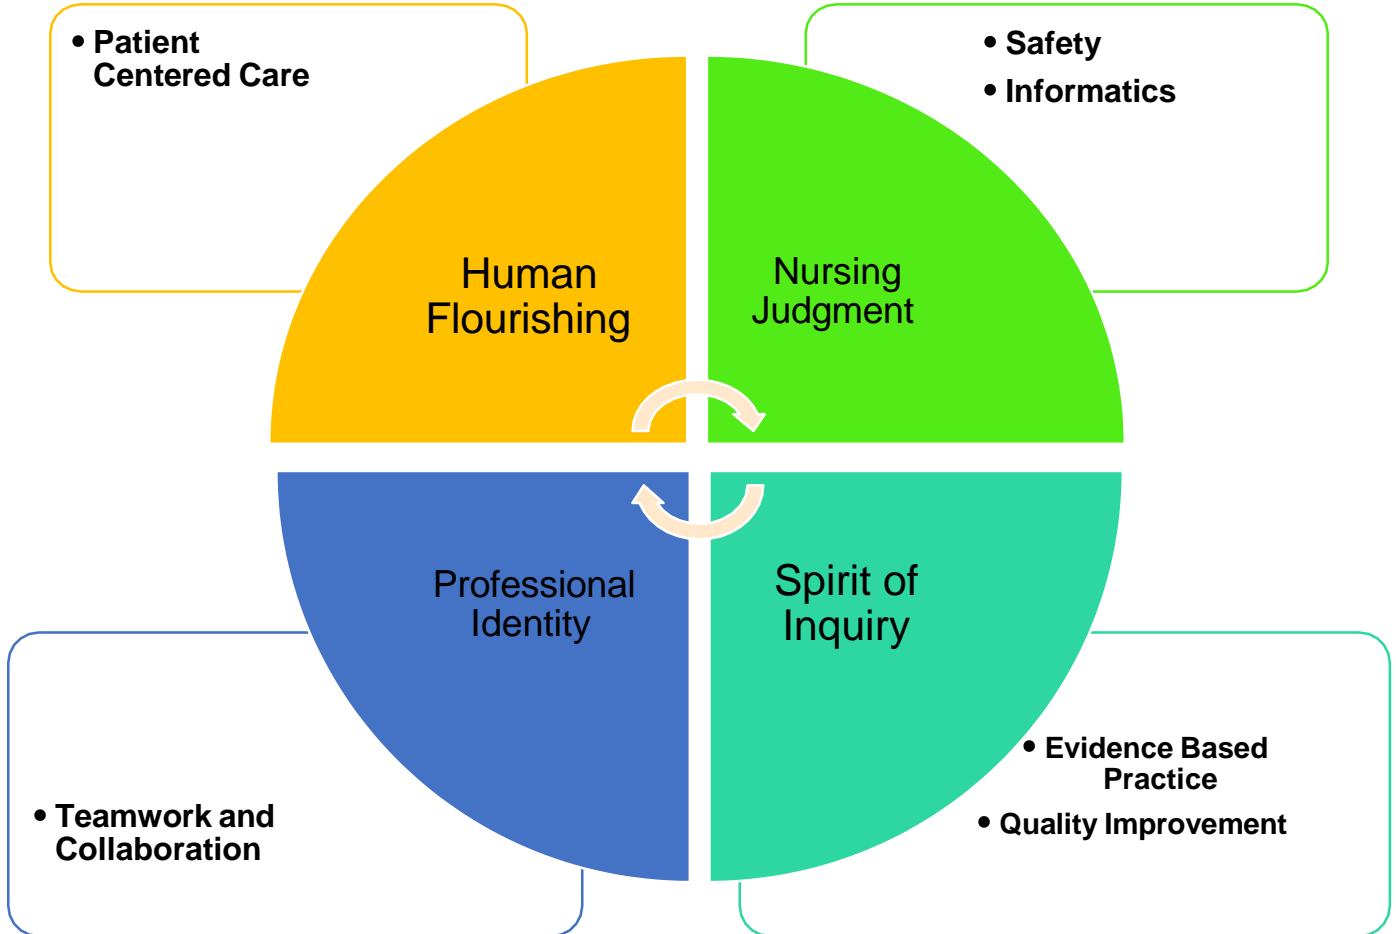 • Patient
Centered Care
• Safety
• Informatics
Human
Flourishing
Nursing
Judgment
Professional
Identity
Spirit of
Inquiry
• Teamwork and
Collaboration
• Evidence Based
Practice
• Quality Improvement